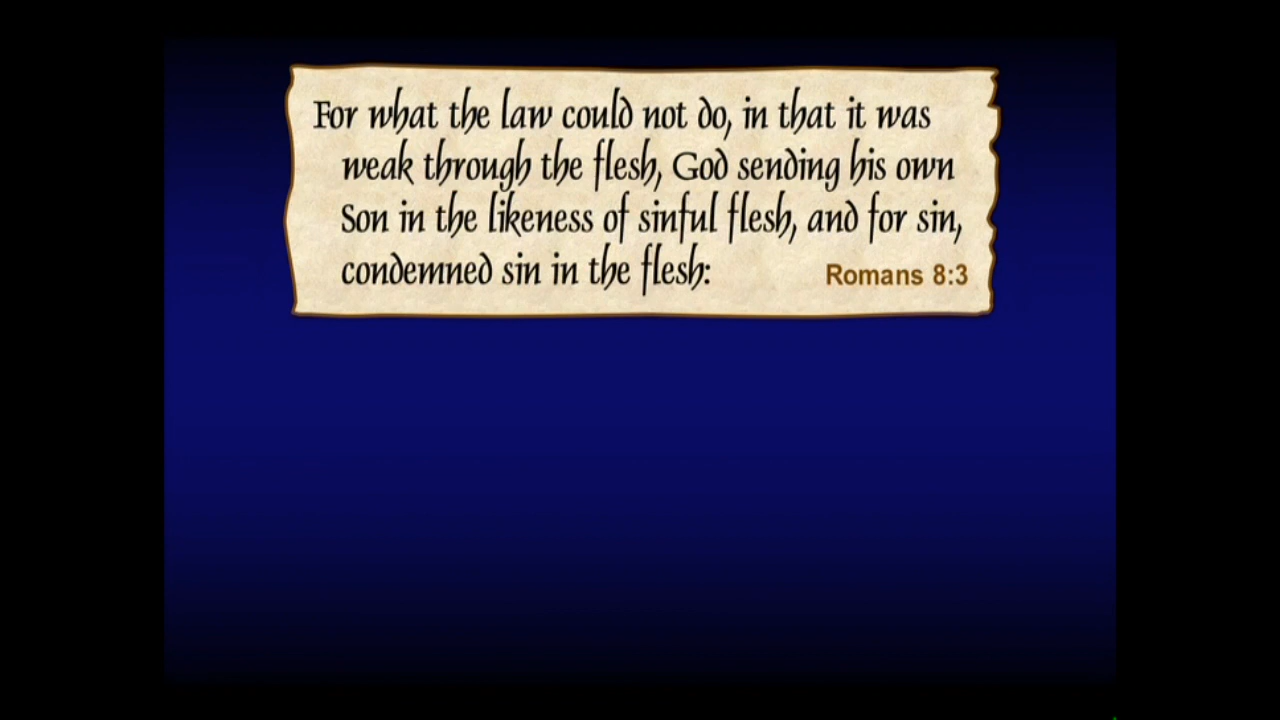 For what the law could not do, in that it was
weak through the flesh, God sending his own
Son in the likeness of sinful flesh, and for sin,
condemned sin in the flesh: Romans 8:3